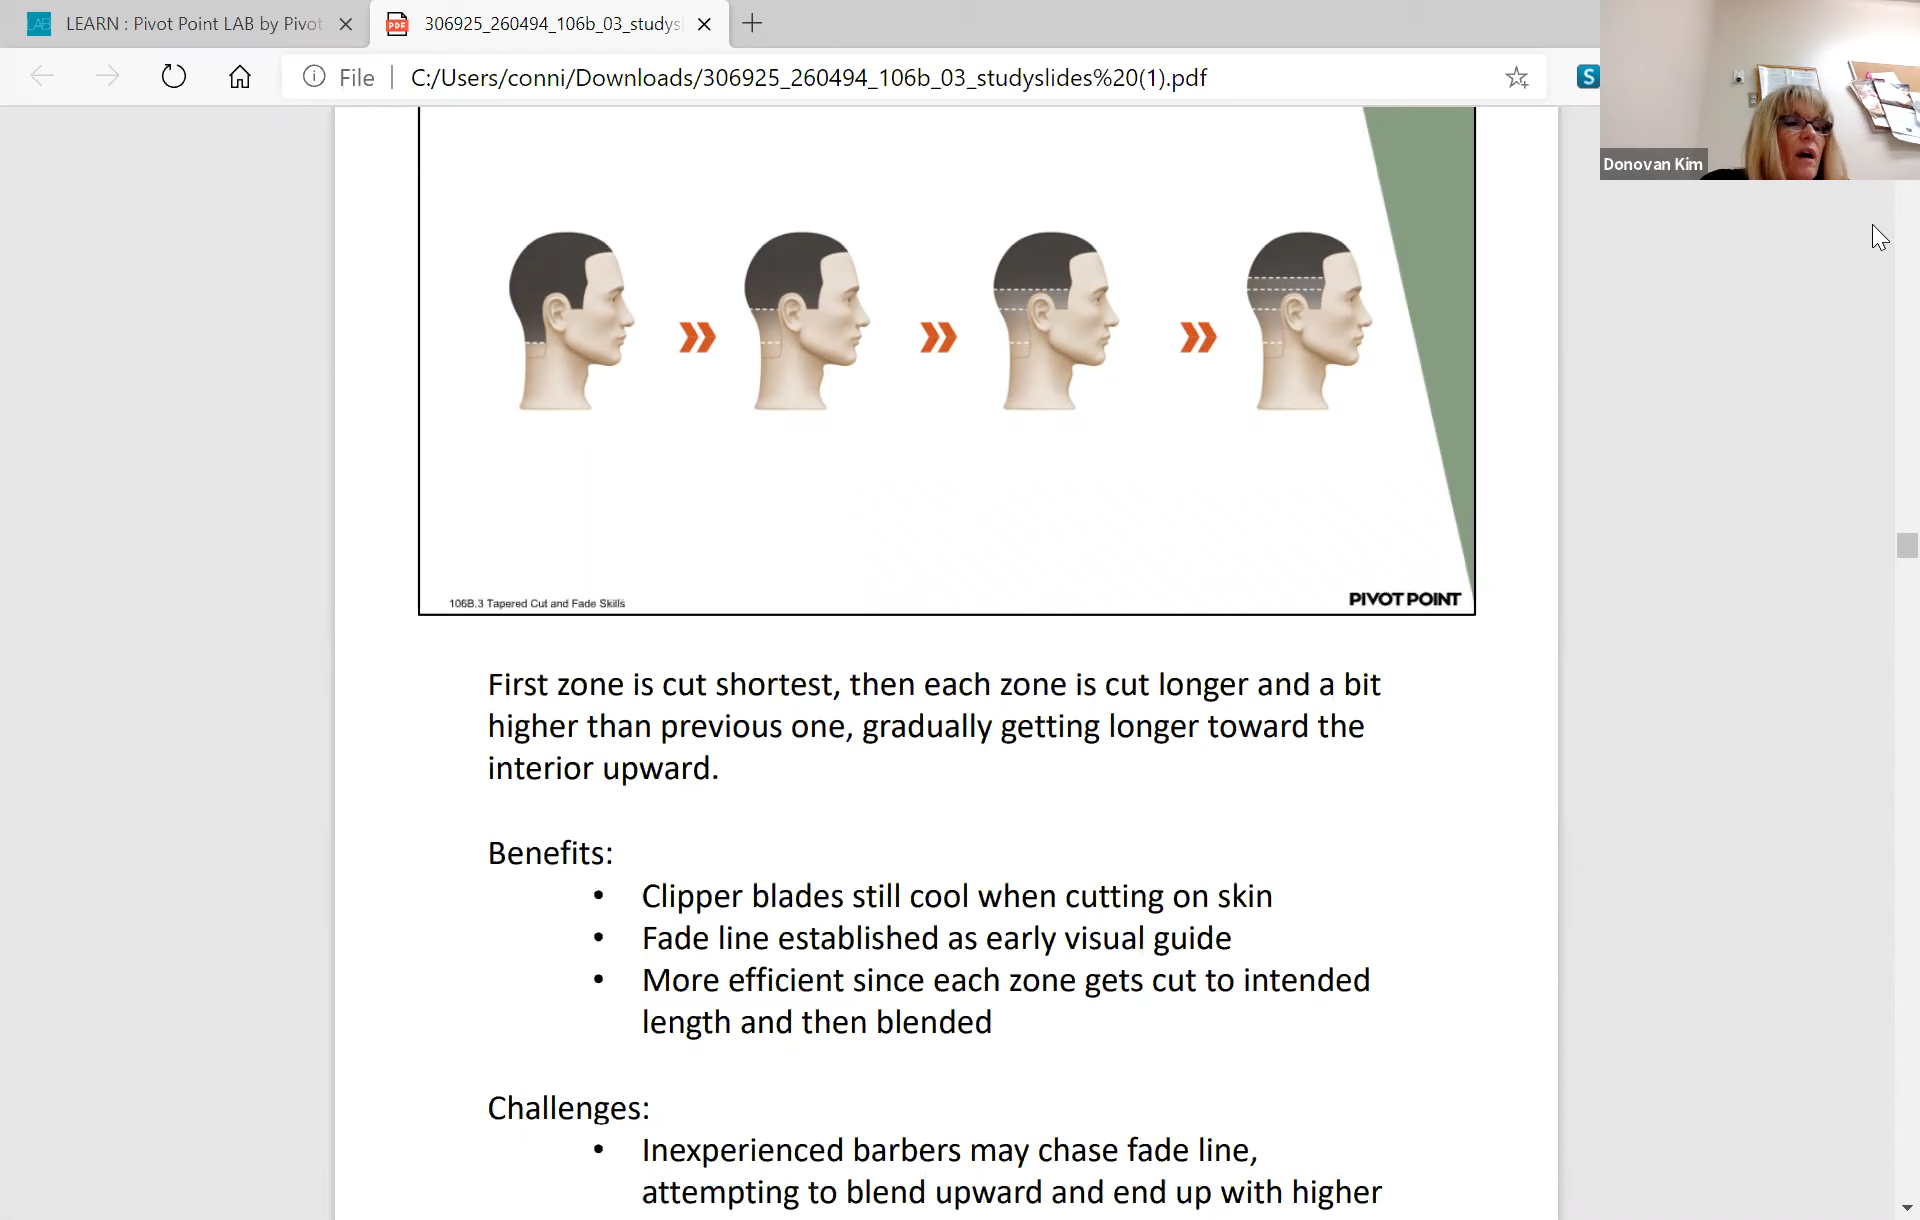 LAB
LEARN : Pivot Point LAB by Pivot
PDF
306925_260494_106b_03_studys
File
C:/Users/conni/Downloads/306925_260494_106b_03_studyslides%20(1).pdf
S
Donovan Kim
106B.3 Tapered Cut and Fade Skills
PIVOT POINT
First zone is cut shortest, then each zone is cut longer and a bit
higher than previous one, gradually getting longer toward the
interior upward.
Benefits:
• Clipper blades still cool when cutting on skin
• Fade line established as early visual guide
• More efficient since each zone gets cut to intended
length and then blended
Challenges:
• Inexperienced barbers may chase fade line,
attempting to blend upward and end up with higher